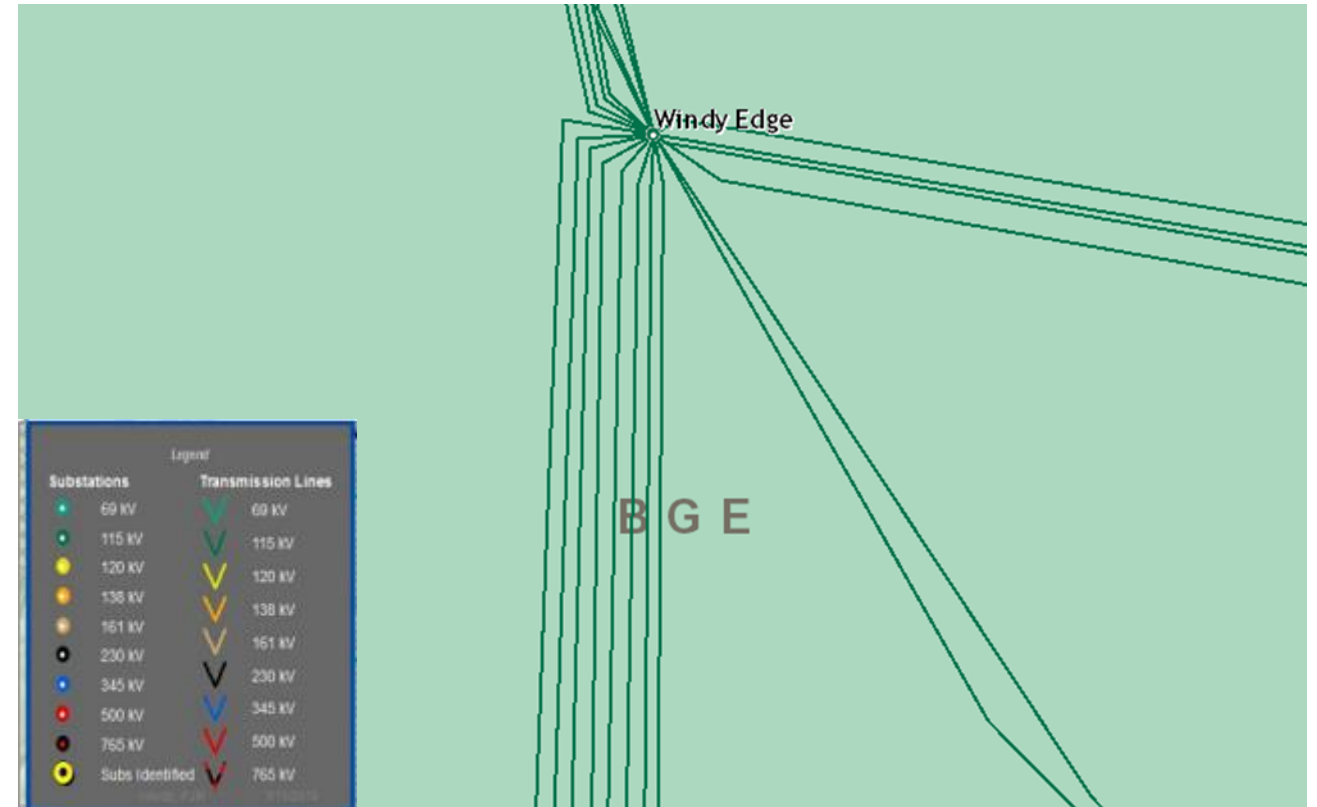 Windy Edge
B G E
Legend
Substations Transmission Lines
69 kV 69 kV
115 kV 115 kV
120 kV 120 kV
138 kV 138 kV
161 kV 161 kV
230 kV 230 kV
345 kV 345 kV
500 kV 500 kV
765 kV 765 kV
Subs Identified